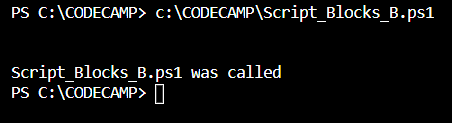 PS C:\CODECAMP> c:\CODECAMP\Script_Blocks_B.ps1
Script_Blocks_B.ps1 was called
PS C:\CODECAMP>